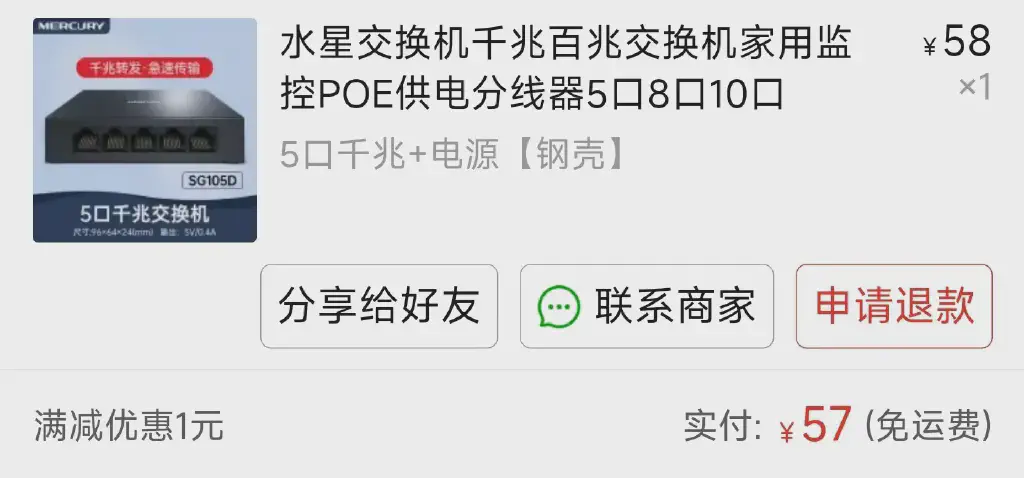 MERCURY
千兆转发·急速传输
SG105D
5口千兆交换机
尺寸:96×64×24(mm) 输出: 5V/0.4A
水星交换机千兆百兆交换机家用监
控POE供电分线器5口8口10口
¥58
×1
5口千兆+电源【钢壳】
分享给好友
联系商家
申请退款
满减优惠1元
实付: ¥57 (免运费)